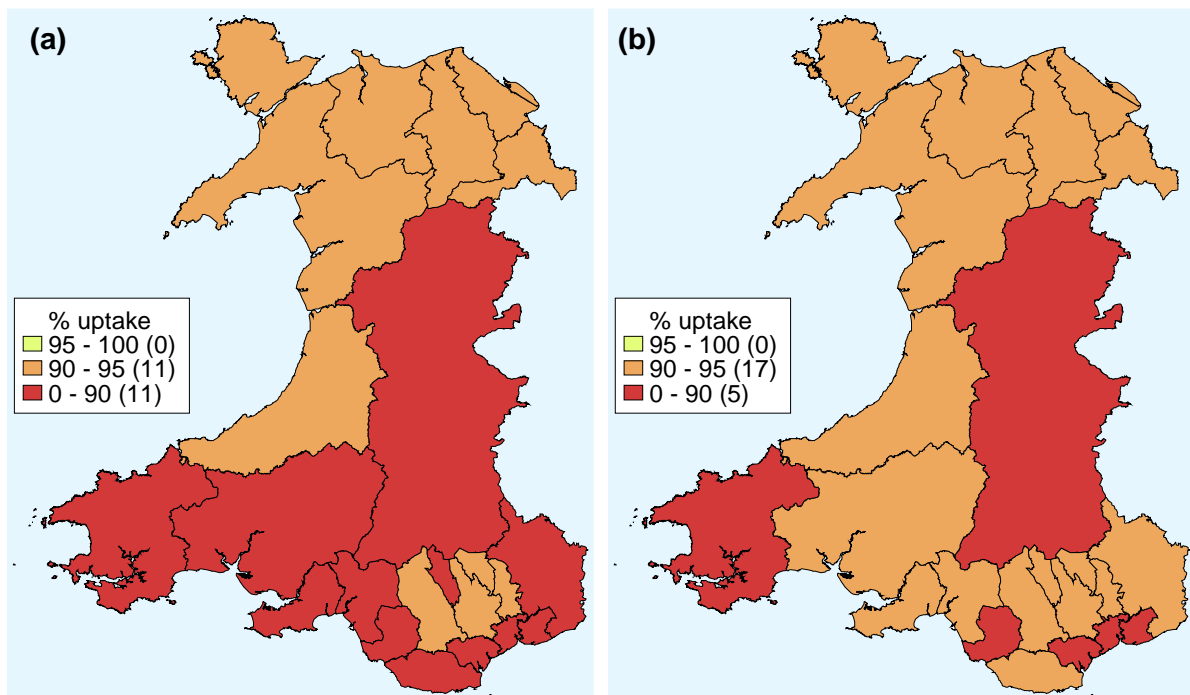 (a)
% uptake
95 - 100 (0)
90 - 95 (11)
0 - 90 (11)
(b)
% uptake
95 - 100 (0)
90 - 95 (17)
0 - 90 (5)